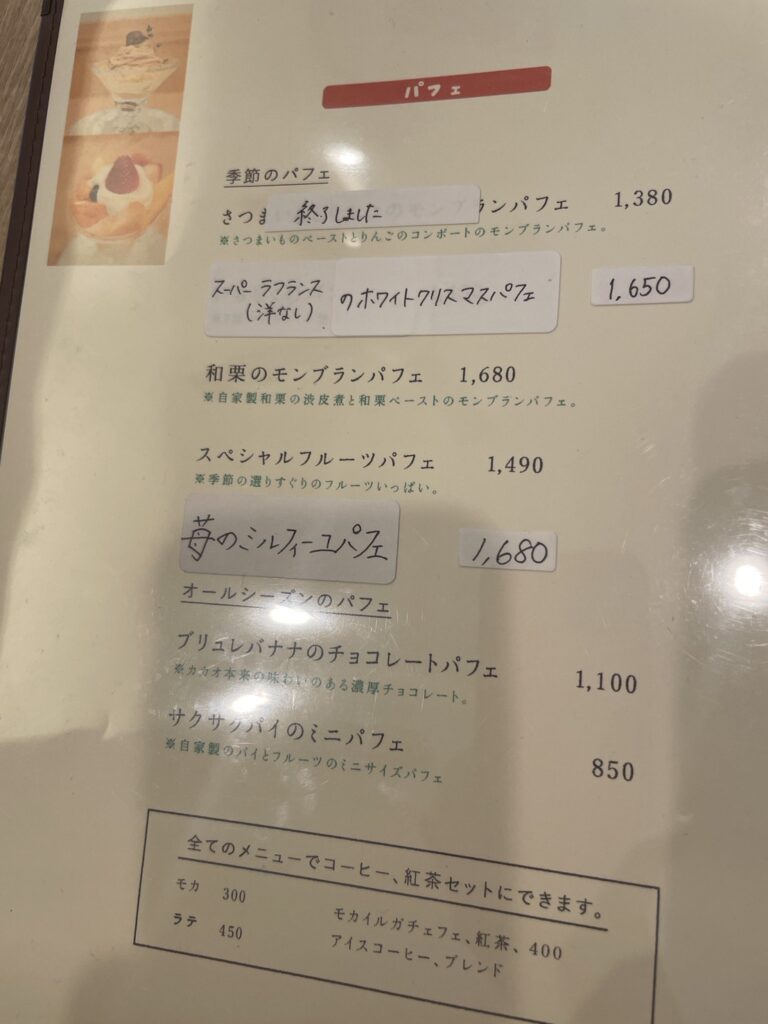 パフェ
季節のパフェ
さつま 終了しました のモンブランパフェ 1,380
※さつまいものペーストとりんごのコンポートのモンブランパフェ。
スーパー ラフランス
(洋なし) のホワイトクリスマスパフェ 1,650
和栗のモンブランパフェ 1,680
※自家製和栗の渋皮煮と和栗ペーストのモンブランパフェ。
スペシャルフルーツパフェ 1,490
※季節の選りすぐりのフルーツいっぱい。
苺のミルフィーユパフェ 1,680
オールシーズンのパフェ
ブリュレバナナのチョコレートパフェ 1,100
※カカオ本来の味わいのある濃厚チョコレート。
サクサクパイのミニパフェ 850
※自家製のパイとフルーツのミニサイズパフェ
全てのメニューでコーヒー、紅茶セットにできます。
モカ 300
ラテ 450
モカイルガチェフェ、紅茶、400
アイスコーヒー、ブレンド